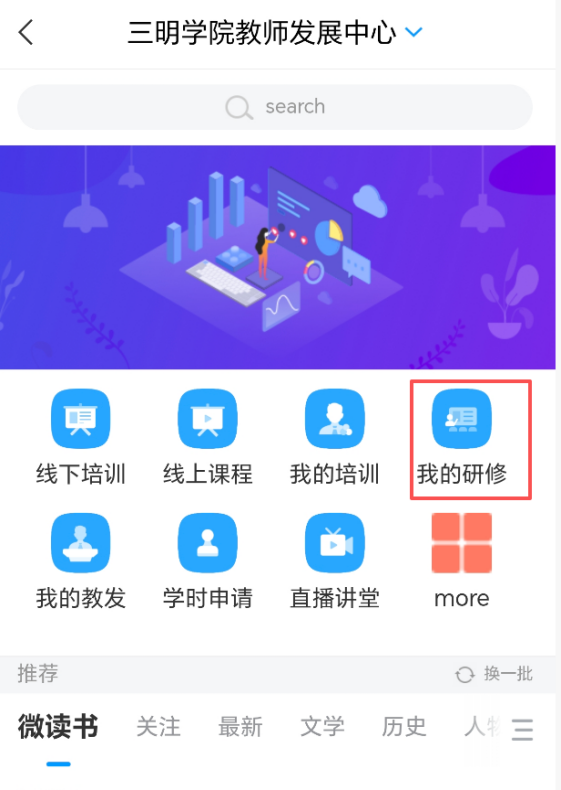 三明学院教师发展中心
search
线下培训 线上课程 我的培训 我的研修
我的教发 学时申请 直播讲堂 more
推荐 换一批
微读书 关注 最新 文学 历史 人物